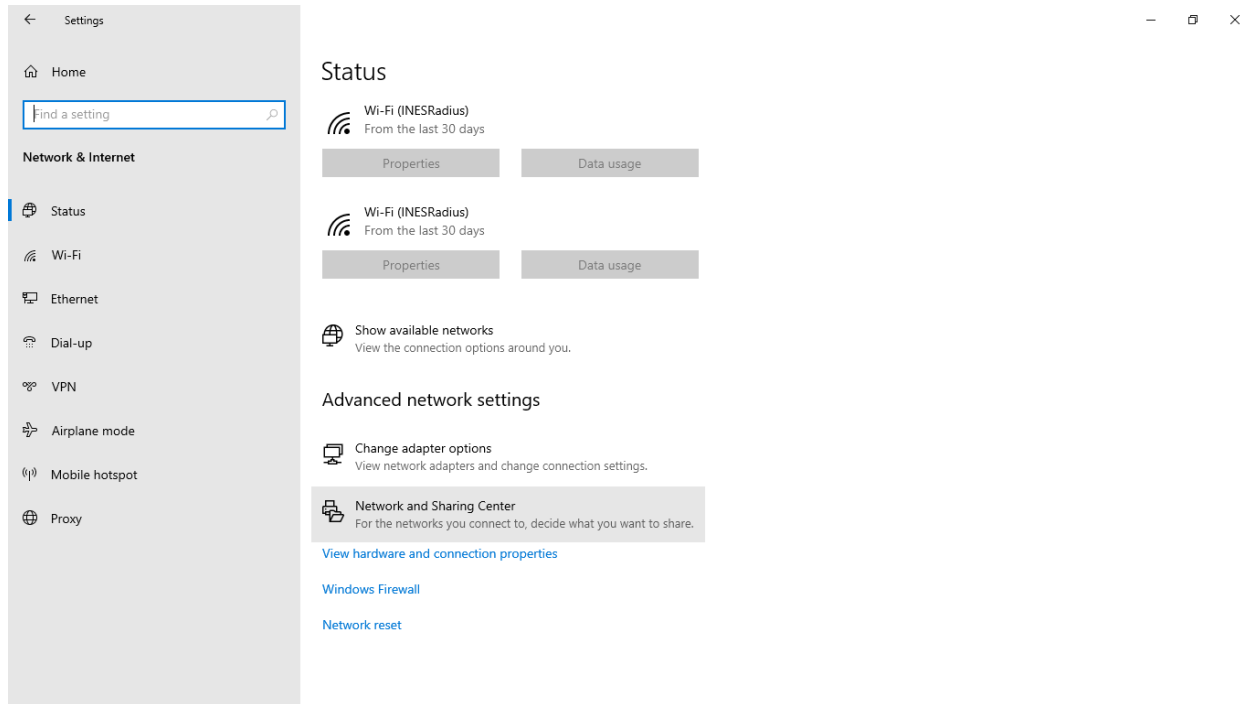 Settings
Home
Find a setting
Network & Internet
Status
Wi-Fi
Ethernet
Dial-up
VPN
Airplane mode
Mobile hotspot
Proxy
Status
Wi-Fi (INESRadius)
From the last 30 days
Properties Data usage
Wi-Fi (INESRadius)
From the last 30 days
Properties Data usage
Show available networks
View the connection options around you.
Advanced network settings
Change adapter options
View network adapters and change connection settings.
Network and Sharing Center
For the networks you connect to, decide what you want to share.
View hardware and connection properties
Windows Firewall
Network reset